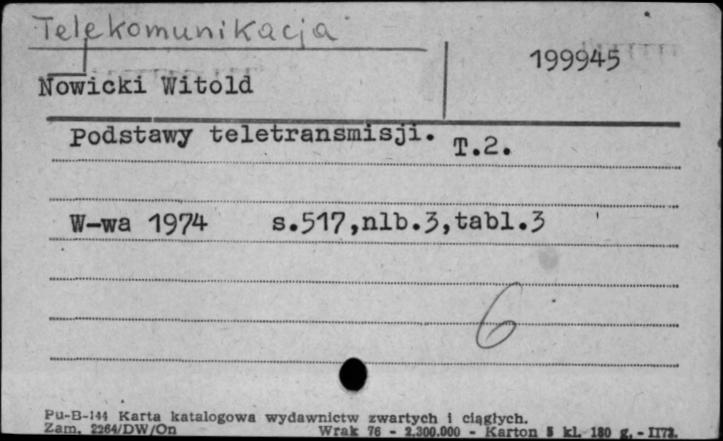 Telekomunikacja
199945
Nowicki Witold
Podstawy teletransmisji. T.2.
W-wa 1974 s.517,nlb.3,tabl.3
6
Pu-B-144 Karta katalogowa wydawnictw zwartych i ciągłych.
Zam. 2264/DW/On Wrak 76 - 2.300.000 - Karton 5 kl. 180 g. - II73.